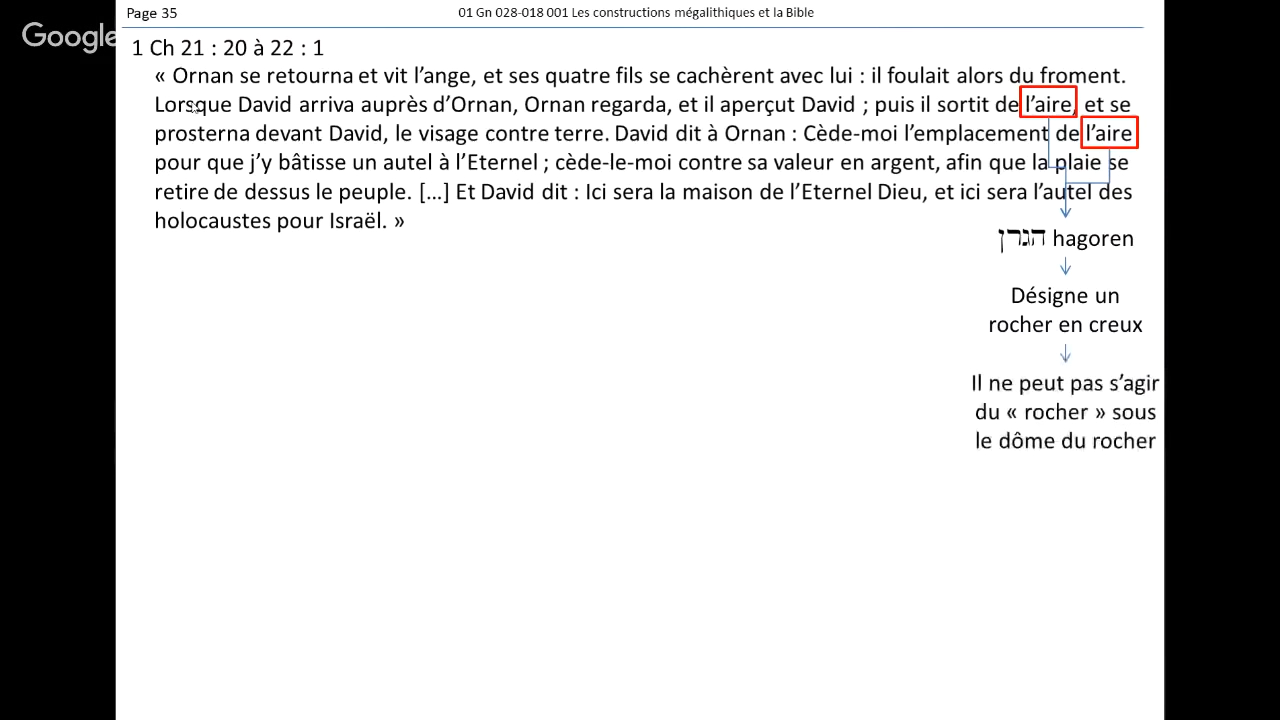 Google
Page 35
01 Gn 028-018 001 Les constructions mégalithiques et la Bible
1 Ch 21 : 20 à 22 : 1
« Ornan se retourna et vit l’ange, et ses quatre fils se cachèrent avec lui : il foulait alors du froment.
Lorsque David arriva auprès d’Ornan, Ornan regarda, et il aperçut David ; puis il sortit de l’aire, et se
prosterna devant David, le visage contre terre. David dit à Ornan : Cède-moi l’emplacement de l’aire
pour que j’y bâtisse un autel à l’Eternel ; cède-le-moi contre sa valeur en argent, afin que la plaie se
retire de dessus le peuple. [...] Et David dit : Ici sera la maison de l’Eternel Dieu, et ici sera l’autel des
holocaustes pour Israël. »
הגרן hagoren
Désigne un
rocher en creux
Il ne peut pas s’agir
du « rocher » sous
le dôme du rocher